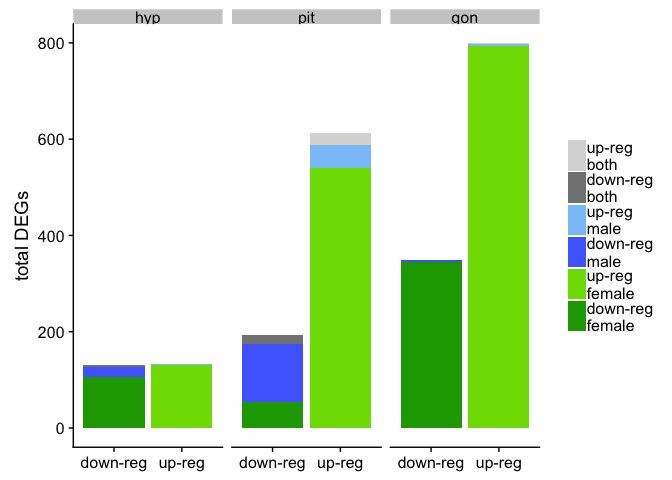 hyp
pit
gon
800
600
400
200
0
total DEGs
down-reg
up-reg
down-reg
up-reg
down-reg
up-reg
up-reg
both
down-reg
both
up-reg
male
down-reg
male
up-reg
female
down-reg
female